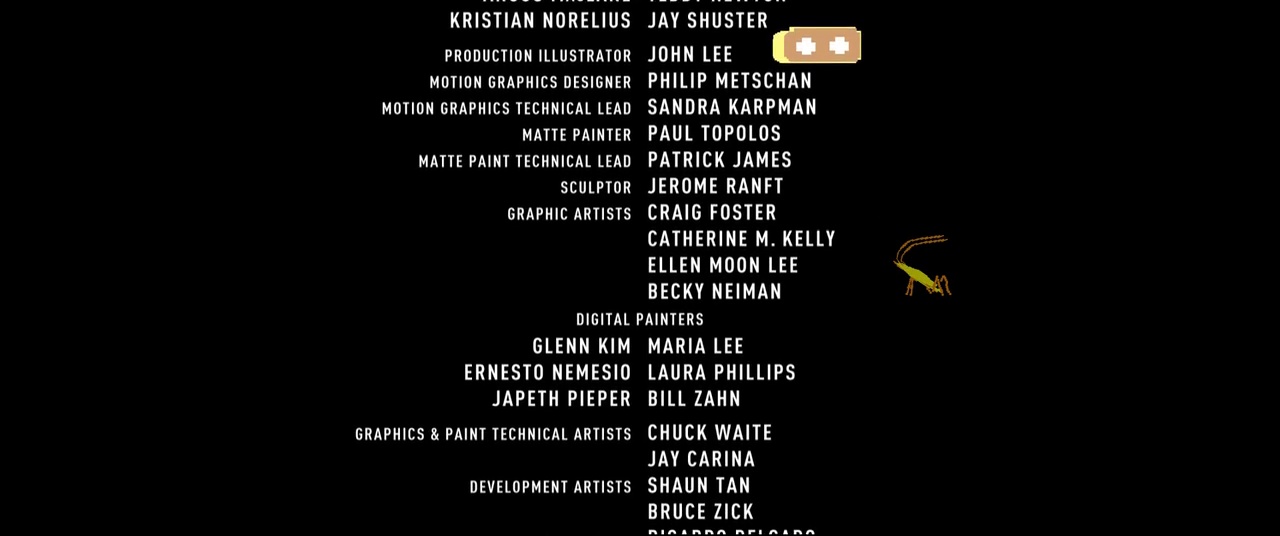 KRISTIAN NORELIUS JAY SHUSTER
PRODUCTION ILLUSTRATOR JOHN LEE
MOTION GRAPHICS DESIGNER PHILIP METSCHAN
MOTION GRAPHICS TECHNICAL LEAD SANDRA KARPMAN
MATTE PAINTER PAUL TOPOLOS
MATTE PAINT TECHNICAL LEAD PATRICK JAMES
SCULPTOR JEROME RANFT
GRAPHIC ARTISTS CRAIG FOSTER
CATHERINE M. KELLY
ELLEN MOON LEE
BECKY NEIMAN
DIGITAL PAINTERS
GLENN KIM MARIA LEE
ERNESTO NEMESIO LAURA PHILLIPS
JAPETH PIEPER BILL ZAHN
GRAPHICS & PAINT TECHNICAL ARTISTS CHUCK WAITE
JAY CARINA
DEVELOPMENT ARTISTS SHAUN TAN
BRUCE ZICK